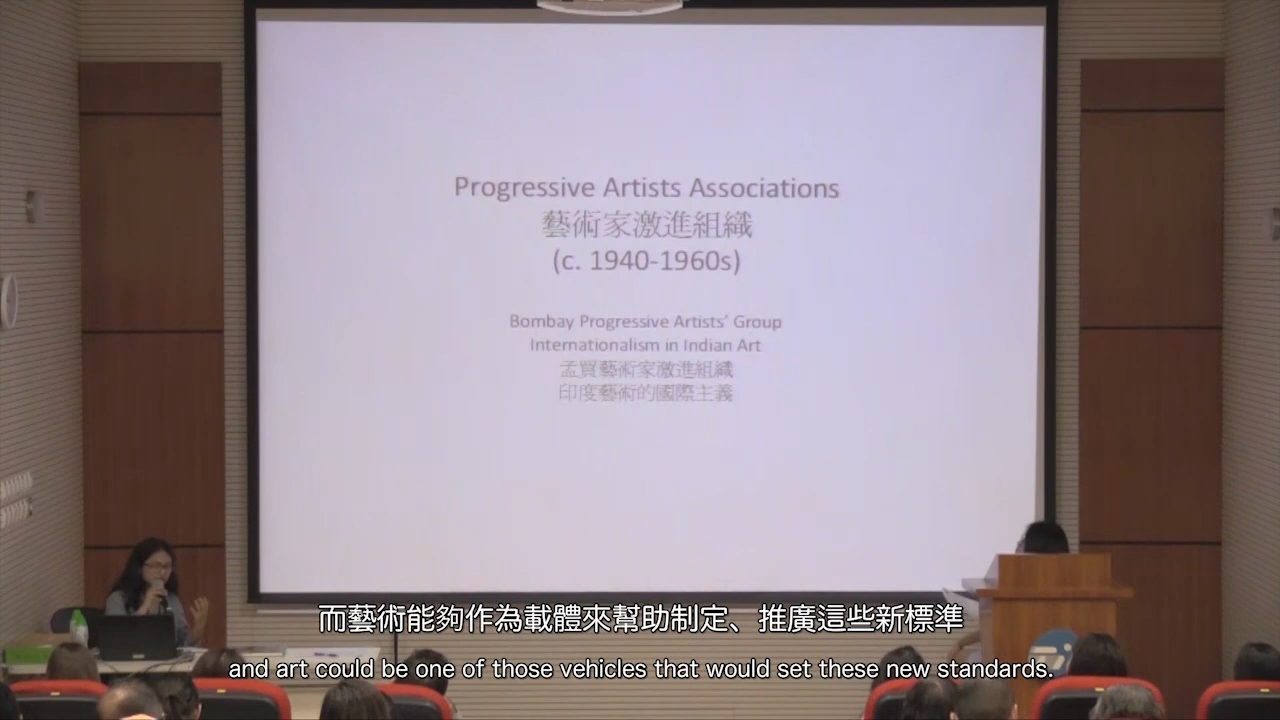 Progressive Artists Associations
藝術家激進組織
(c. 1940-1960s)
Bombay Progressive Artists' Group
Internationalism in Indian Art
孟買藝術家激進組織
印度藝術的國際主義
而藝術能夠作為載體來幫助制定、推廣這些新標準
and art could be one of those vehicles that would set these new standards.